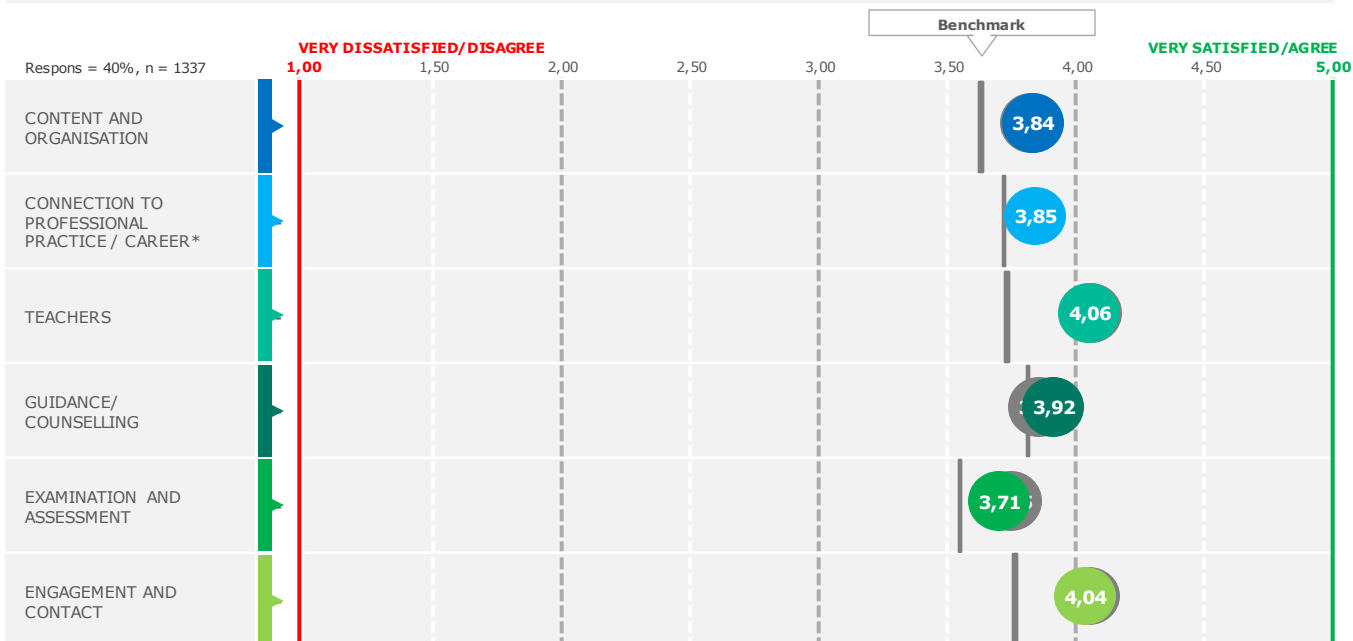 Benchmark
VERY DISSATISFIED/DISAGREE
VERY SATISFIED/AGREE
Respons = 40%, n = 1337
1,00 1,50 2,00 2,50 3,00 3,50 4,00 4,50 5,00
CONTENT AND
ORGANISATION
3,84
CONNECTION TO
PROFESSIONAL
PRACTICE / CAREER*
3,85
TEACHERS
4,06
GUIDANCE/
COUNSELLING
3,92
EXAMINATION AND
ASSESSMENT
3,71
ENGAGEMENT AND
CONTACT
4,04